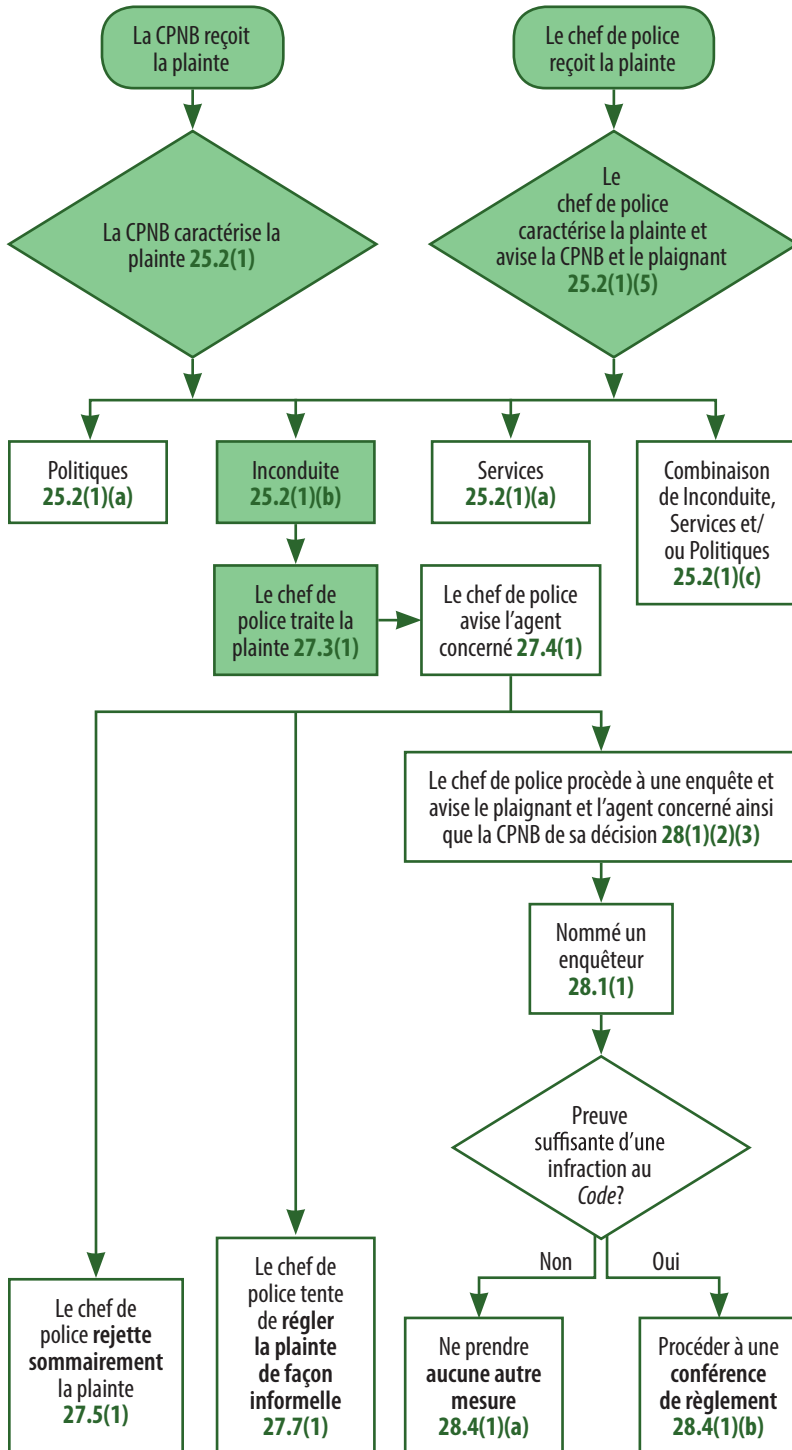 La CPNB reçoit
la plainte
Le chef de police
reçoit la plainte
La CPNB caractérise la
plainte 25.2(1)
Le
chef de police
caractérise la plainte et
avise la CPNB et le plaignant
25.2(1)(5)
Politiques
25.2(1)(a)
Inconduite
25.2(1)(b)
Services
25.2(1)(a)
Combinaison
de Inconduite,
Services et/
ou Politiques
25.2(1)(c)
Le chef de
police traite la
plainte 27.3(1)
Le chef de police
avise l’agent
concerné 27.4(1)
Le chef de police procède à une enquête et
avise le plaignant et l’agent concerné ainsi
que la CPNB de sa décision 28(1)(2)(3)
Nommé un
enquêteur
28.1(1)
Preuve
suffisante d’une
infraction au
Code?
Non
Oui
Le chef de
police rejette
sommairement
la plainte
27.5(1)
Le chef de
police tente
de régler
la plainte
de façon
informelle
27.7(1)
Ne prendre
aucune autre
mesure
28.4(1)(a)
Procéder à une
conférence
de règlement
28.4(1)(b)